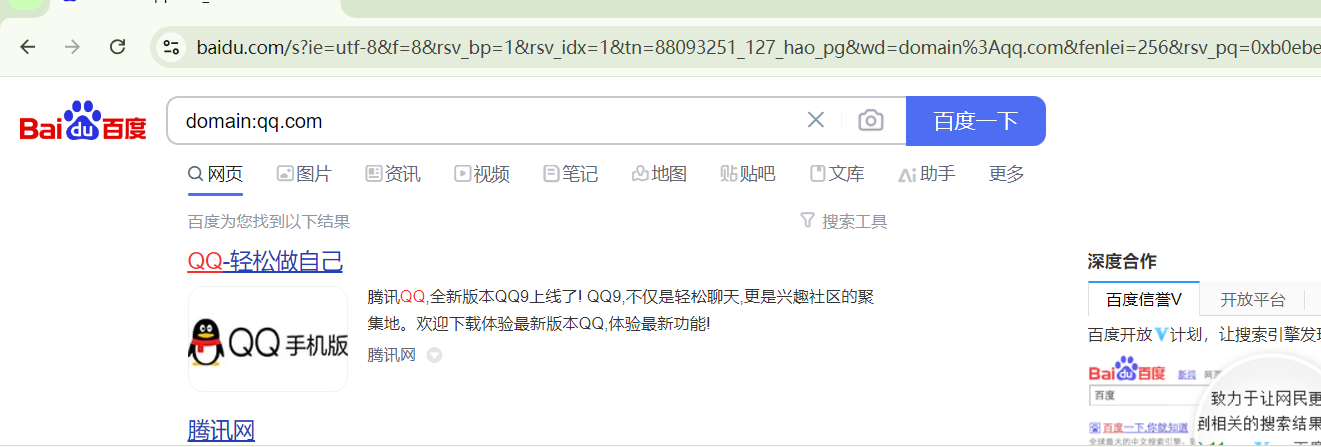 baidu.com/s?ie=utf-8&f=8&rsv_bp=1&rsv_idx=1&tn=88093251_127_hao_pg&wd=domain%3Aqq.com&fenlei=256&rsv_pq=0xb0ebe
Bai du 百度
domain:qq.com
百度一下
网页 图片 资讯 视频 笔记 地图 贴吧 文库 助手 更多
百度为您找到以下结果
搜索工具
QQ-轻松做自己
QQ手机版
腾讯QQ,全新版本QQ9上线了! QQ9,不仅是轻松聊天,更是兴趣社区的聚
集地。欢迎下载体验最新版本QQ,体验最新功能!
腾讯网
腾讯网
深度合作
百度信誉V 开放平台
百度开放V计划，让搜索引擎发现
Bai du 百度 新闻 网页
百度
百度一下,你就知道
致力于让网民更
到相关的搜索结果